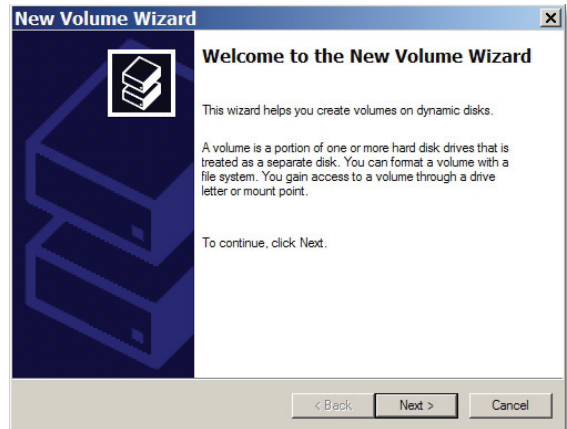 New Volume Wizard
Welcome to the New Volume Wizard
This wizard helps you create volumes on dynamic disks.
A volume is a portion of one or more hard disk drives that is
treated as a separate disk. You can format a volume with a
file system. You gain access to a volume through a drive
letter or mount point.
To continue, click Next.
< Back
Next >
Cancel